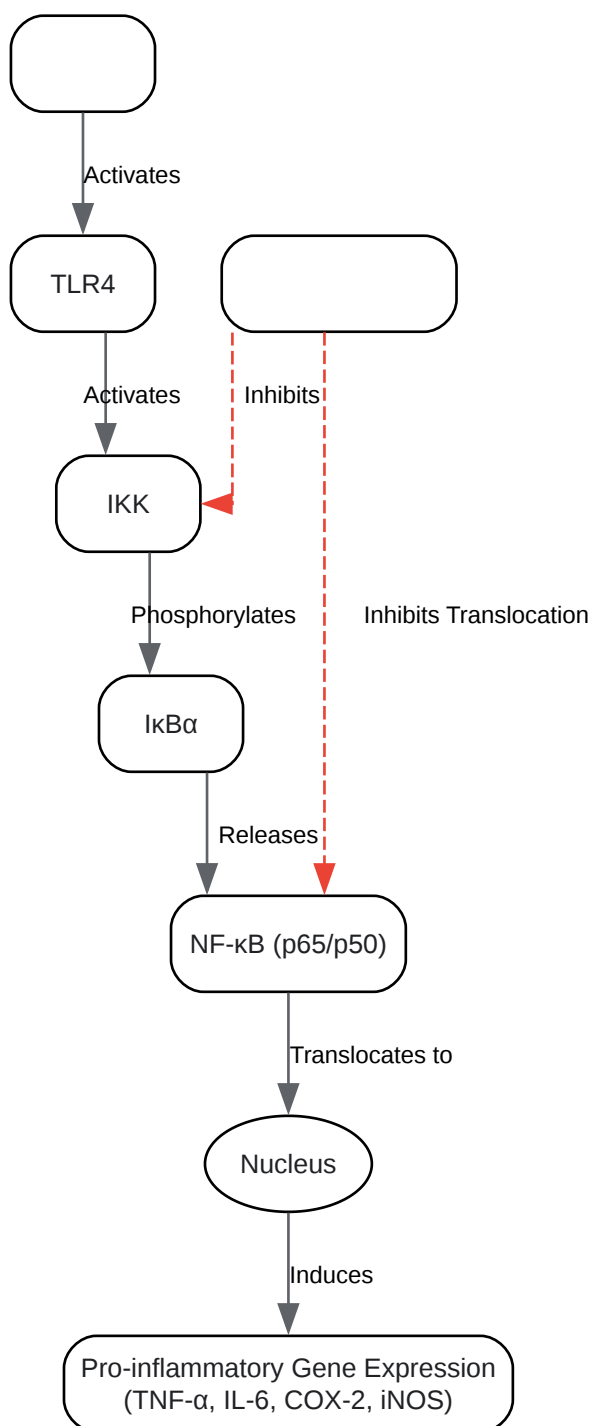 Activates
TLR4
Activates
Inhibits
IKK
Phosphorylates
Inhibits Translocation
IκBα
Releases
NF-κB (p65/p50)
Translocates to
Nucleus
Induces
Pro-inflammatory Gene Expression
(TNF-α, IL-6, COX-2, iNOS)